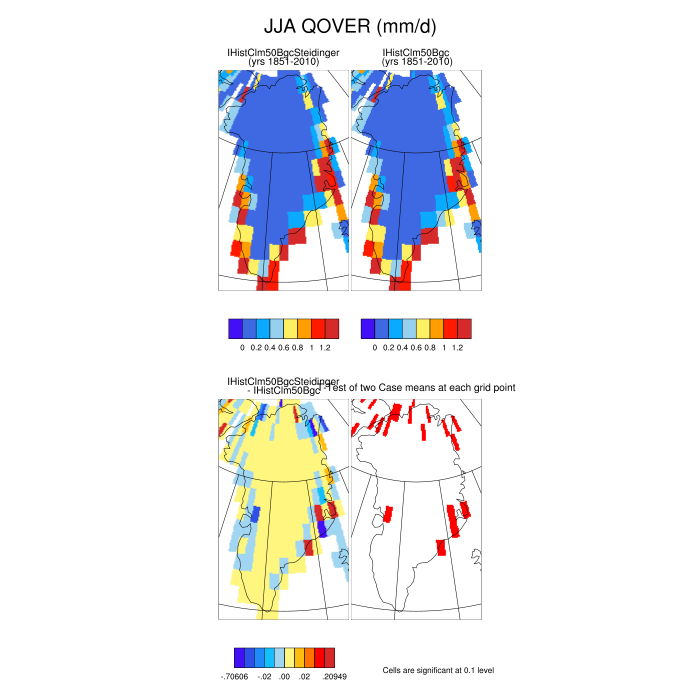 JJA QOVER (mm/d)
IHistClm50BgcSteidinger
(yrs 1851-2010)
IHistClm50Bgc
(yrs 1851-2010)
0 0.2 0.4 0.6 0.8 1 1.2
0 0.2 0.4 0.6 0.8 1 1.2
IHistClm50BgcSteidinger
- IHistClm50Bgc
T-Test of two Case means at each grid point
-.70606 -.02 .00 .02 .20949
Cells are significant at 0.1 level